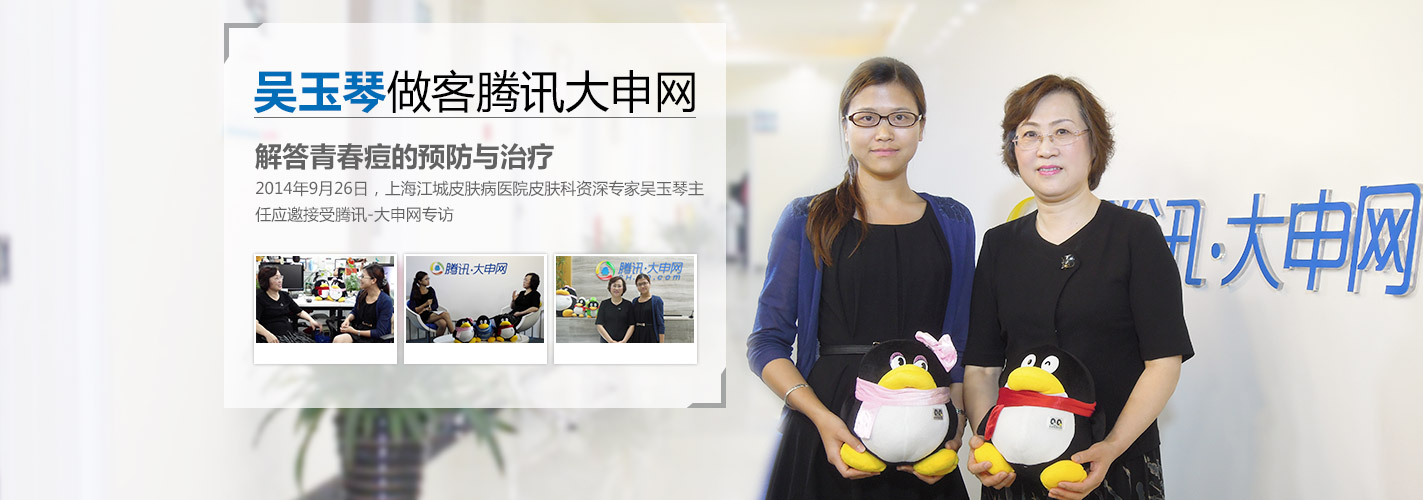 吴玉琴做客腾讯大申网
解答青春痘的预防与治疗
2014年9月26日，上海江城皮肤病医院皮肤科资深专家吴玉琴主
任应邀接受腾讯-大申网专访
腾讯·大申网
腾讯·大申网
讯·大申网